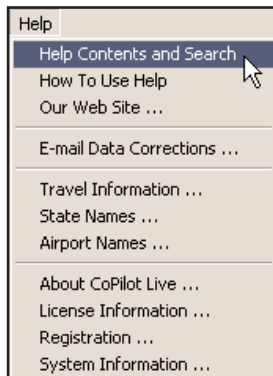 Help
Help Contents and Search
How To Use Help
Our Web Site ...
E-mail Data Corrections ...
Travel Information ...
State Names ...
Airport Names ...
About CoPilot Live ...
License Information ...
Registration ...
System Information ...